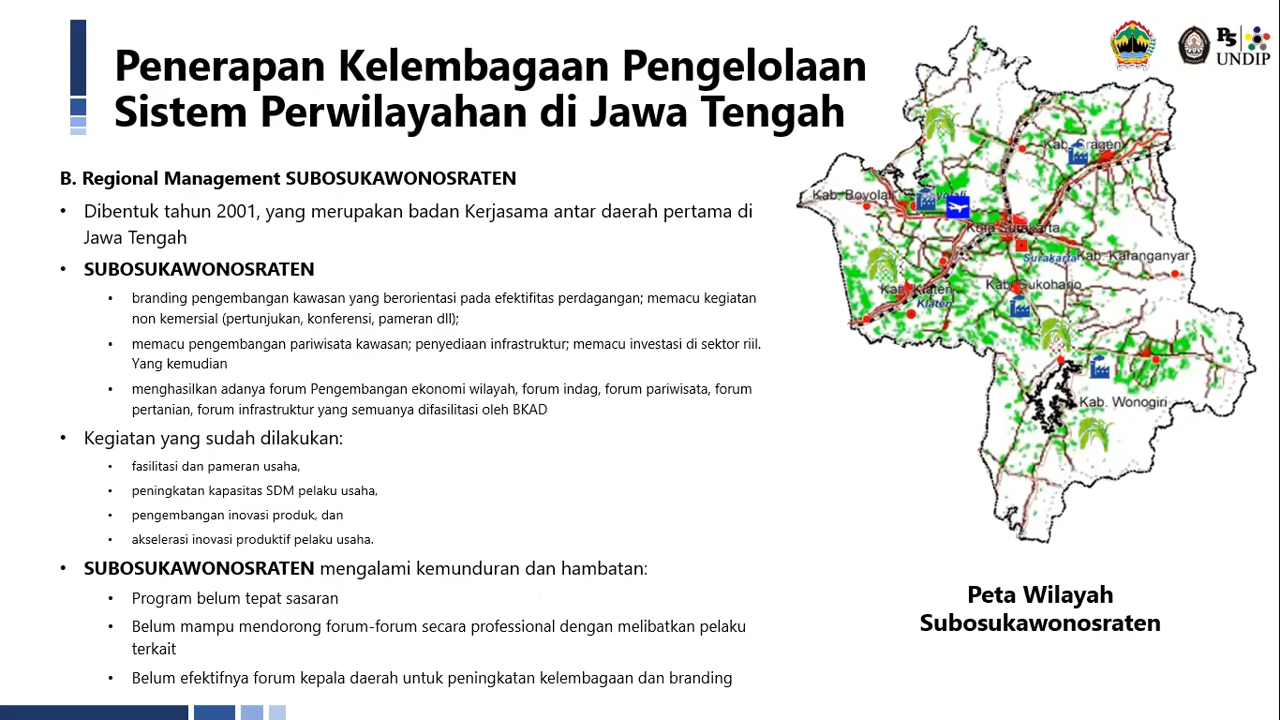 Penerapan Kelembagaan Pengelolaan
Sistem Perwilayahan di Jawa Tengah
B. Regional Management SUBOSUKAWONOSRATEN
• Dibentuk tahun 2001, yang merupakan badan Kerjasama antar daerah pertama di
Jawa Tengah
• SUBOSUKAWONOSRATEN
• branding pengembangan kawasan yang berorientasi pada efektifitas perdagangan; memacu kegiatan
non kemersial (pertunjukan, konferensi, pameran dll);
• memacu pengembangan pariwisata kawasan; penyediaan infrastruktur; memacu investasi di sektor riil.
Yang kemudian
• menghasilkan adanya forum Pengembangan ekonomi wilayah, forum indag, forum pariwisata, forum
pertanian, forum infrastruktur yang semuanya difasilitasi oleh BKAD
• Kegiatan yang sudah dilakukan:
• fasilitasi dan pameran usaha,
• peningkatan kapasitas SDM pelaku usaha,
• pengembangan inovasi produk, dan
• akselerasi inovasi produktif pelaku usaha.
• SUBOSUKAWONOSRATEN mengalami kemunduran dan hambatan:
• Program belum tepat sasaran
• Belum mampu mendorong forum-forum secara professional dengan melibatkan pelaku
terkait
• Belum efektifnya forum kepala daerah untuk peningkatan kelembagaan dan branding
UNDIP
Kab. Sragen
Kab. Boyolali
Kota Surakarta
Surakarta
Kab. Karanganyar
Kab. Klaten
Klaten
Kab. Sukoharjo
Kab. Wonogiri
Peta Wilayah
Subosukawonosraten